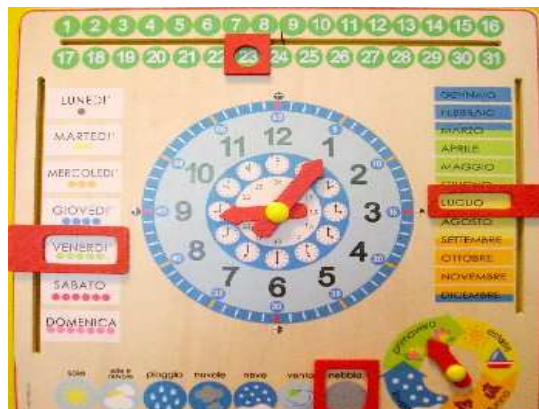 1 2 3 4 5 6 7 8 9 10 11 12 13 14 15 16
17 18 19 20 21 22 23 24 25 26 27 28 29 30 31
LUNEDI'
MARTEDI'
MERCOLEDI'
GIOVEDI'
VENERDI'
SABATO
DOMENICA
12
1
2
3
4
5
6
7
8
9
10
11
GENNAIO
FEBBRAIO
MARZO
APRILE
MAGGIO
GIUGNO
LUGLIO
AGOSTO
SETTEMBRE
OTTOBRE
NOVEMBRE
DICEMBRE
sole
pioggia
nuvole
neve
vento
nebbia
primavera
estate